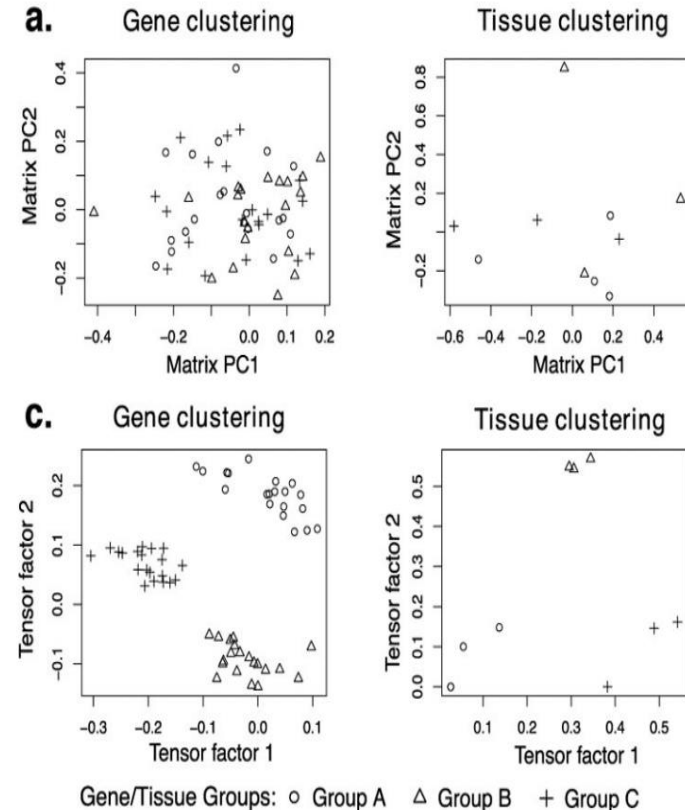 a.
Gene clustering
Tissue clustering
Matrix PC2
0.4
0.2
0.0
−0.2
−0.4 −0.2 0.0 0.1 0.2
Matrix PC1
Matrix PC2
0.8
0.6
0.4
0.2
−0.2
−0.6 −0.4 −0.2 0.0 0.2 0.4
Matrix PC1
c.
Gene clustering
Tissue clustering
Tensor factor 2
0.2
0.1
0.0
−0.1
−0.3 −0.2 −0.1 0.0 0.1
Tensor factor 1
Tensor factor 2
0.5
0.4
0.3
0.2
0.1
0.0
0.1 0.2 0.3 0.4 0.5
Tensor factor 1
Gene/Tissue Groups: Group A Group B Group C